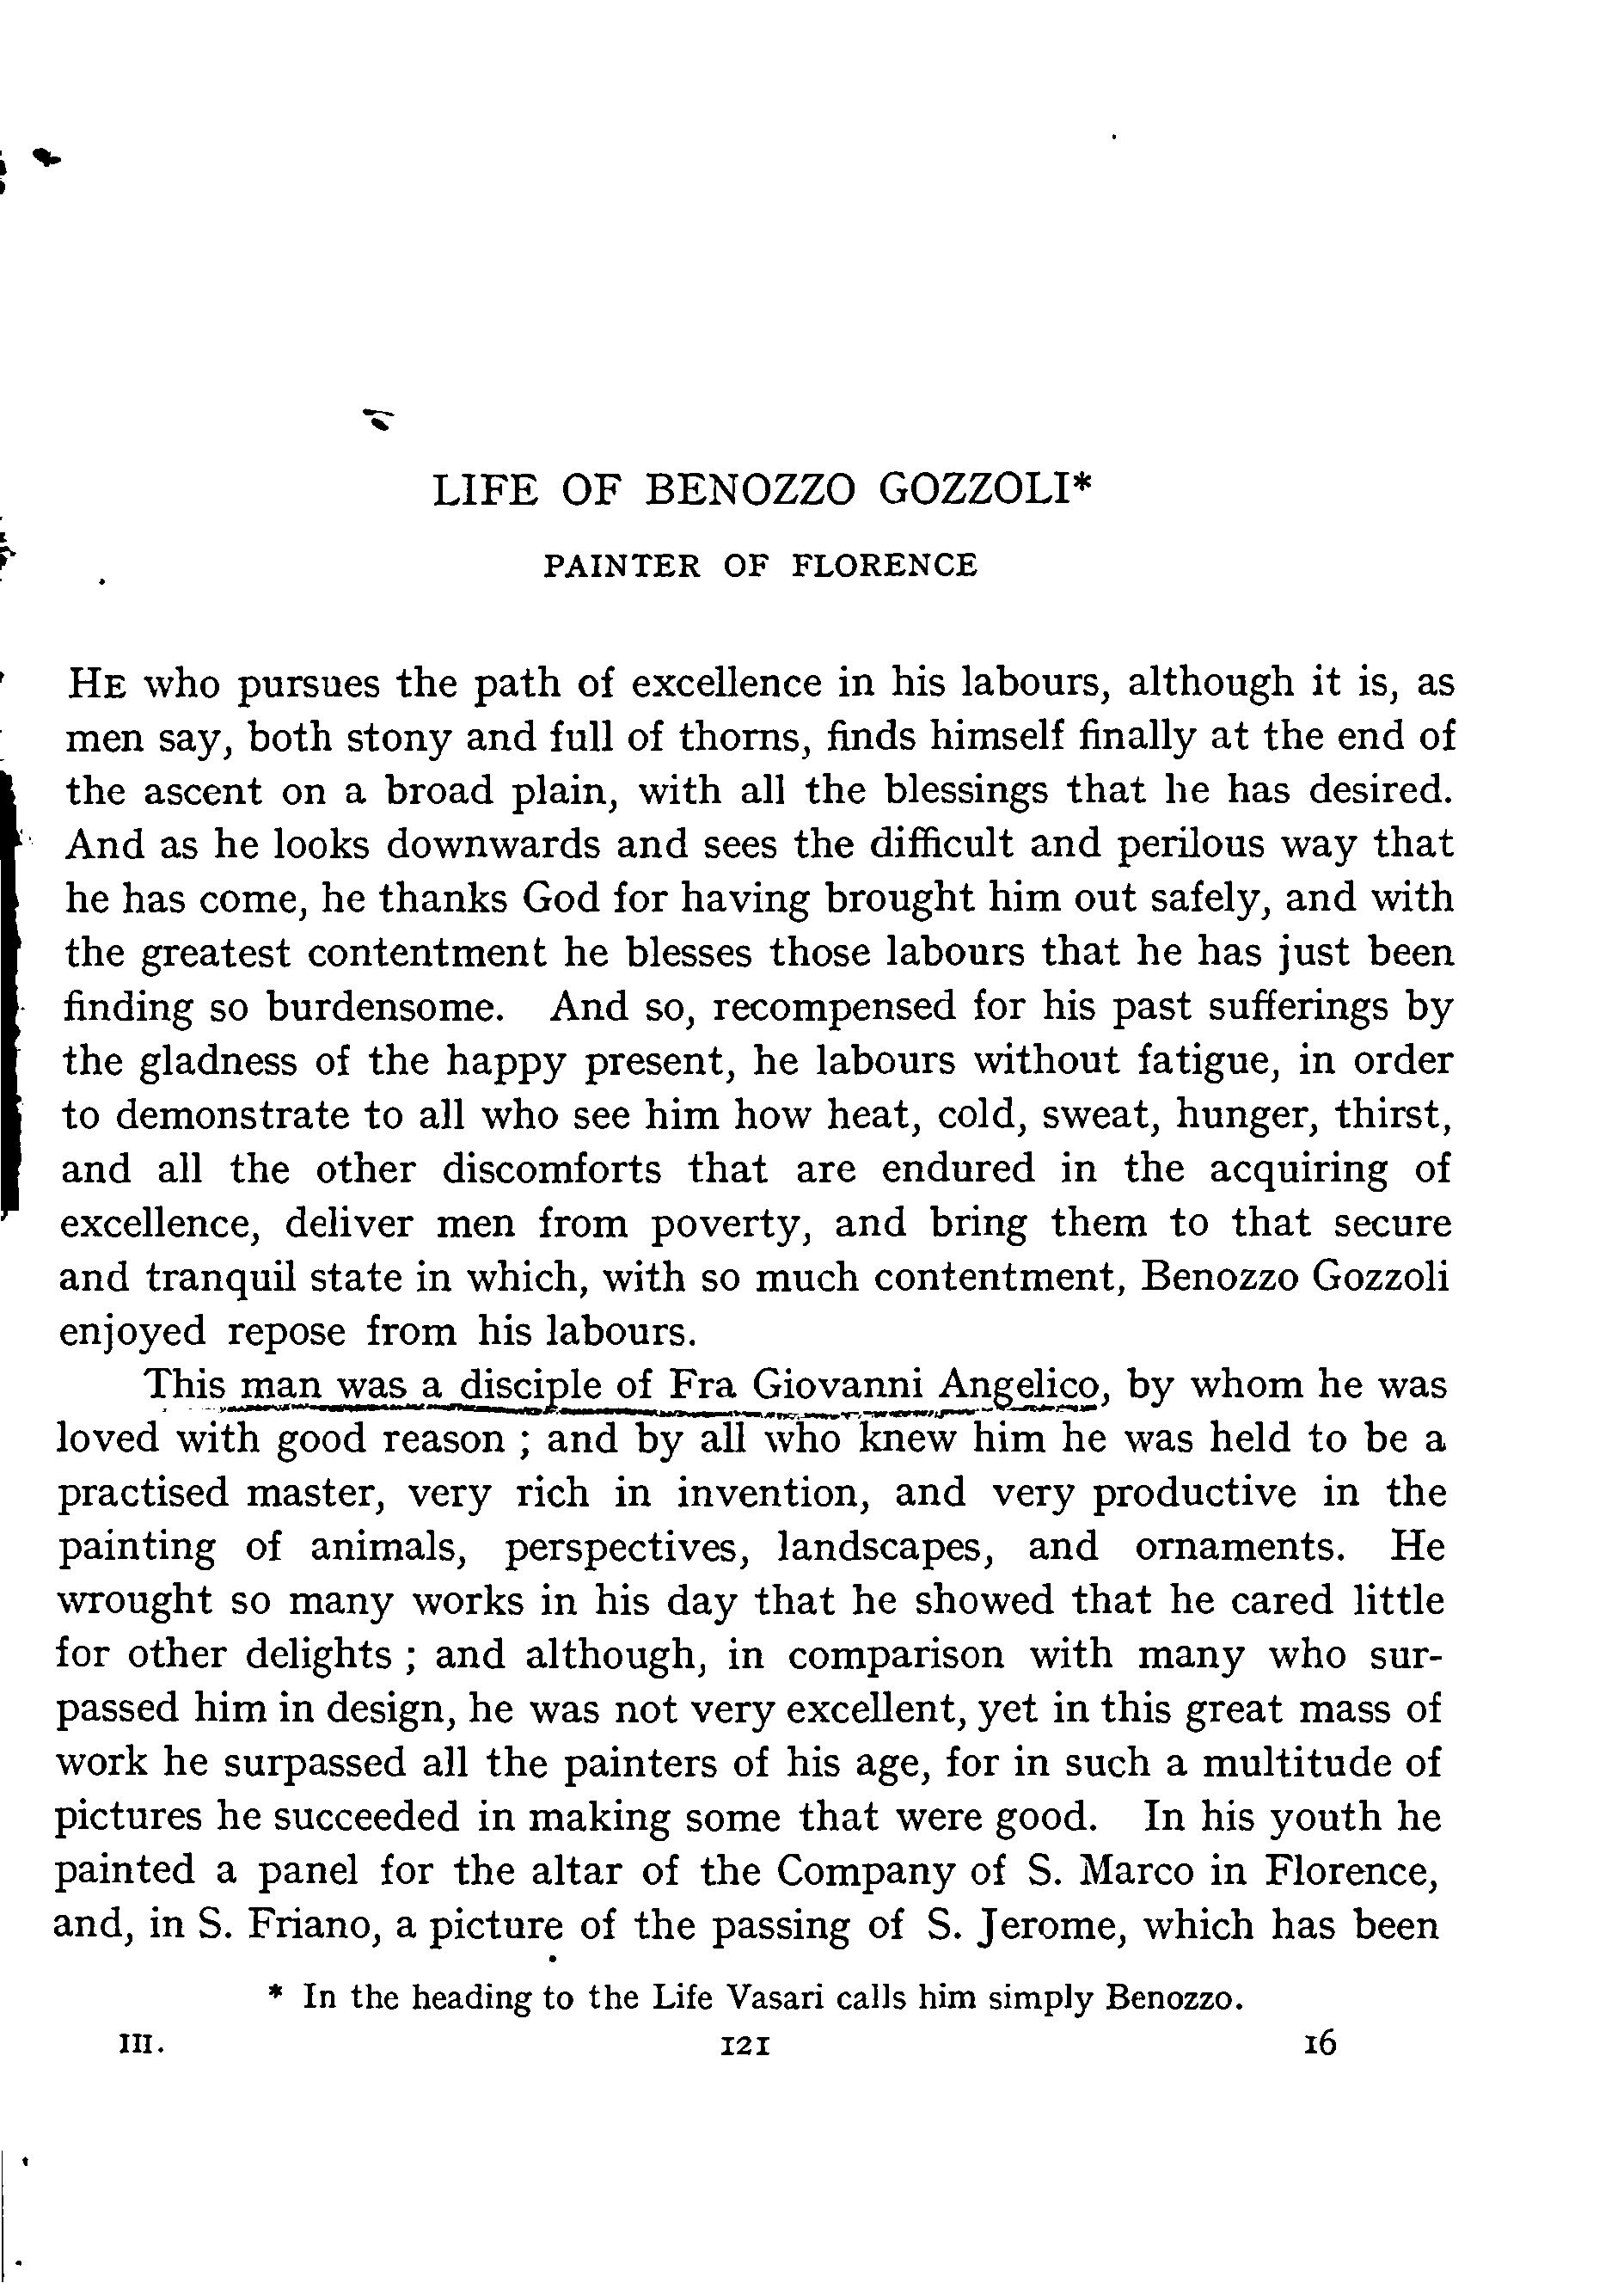 LIFE OF BENOZZO GOZZOLI*
PAINTER OF FLORENCE
HE who pursues the path of excellence in his labours, although it is, as
men say, both stony and full of thorns, finds himself finally at the end of
the ascent on a broad plain, with all the blessings that he has desired.
And as he looks downwards and sees the difficult and perilous way that
he has come, he thanks God for having brought him out safely, and with
the greatest contentment he blesses those labours that he has just been
finding so burdensome. And so, recompensed for his past sufferings by
the gladness of the happy present, he labours without fatigue, in order
to demonstrate to all who see him how heat, cold, sweat, hunger, thirst,
and all the other discomforts that are endured in the acquiring of
excellence, deliver men from poverty, and bring them to that secure
and tranquil state in which, with so much contentment, Benozzo Gozzoli
enjoyed repose from his labours.
This man was a disciple of Fra Giovanni Angelico, by whom he was
loved with good reason ; and by all who knew him he was held to be a
practised master, very rich in invention, and very productive in the
painting of animals, perspectives, landscapes, and ornaments. He
wrought so many works in his day that he showed that he cared little
for other delights ; and although, in comparison with many who sur-
passed him in design, he was not very excellent, yet in this great mass of
work he surpassed all the painters of his age, for in such a multitude of
pictures he succeeded in making some that were good. In his youth he
painted a panel for the altar of the Company of S. Marco in Florence,
and, in S. Friano, a picture of the passing of S. Jerome, which has been
* In the heading to the Life Vasari calls him simply Benozzo.
III. 121 16